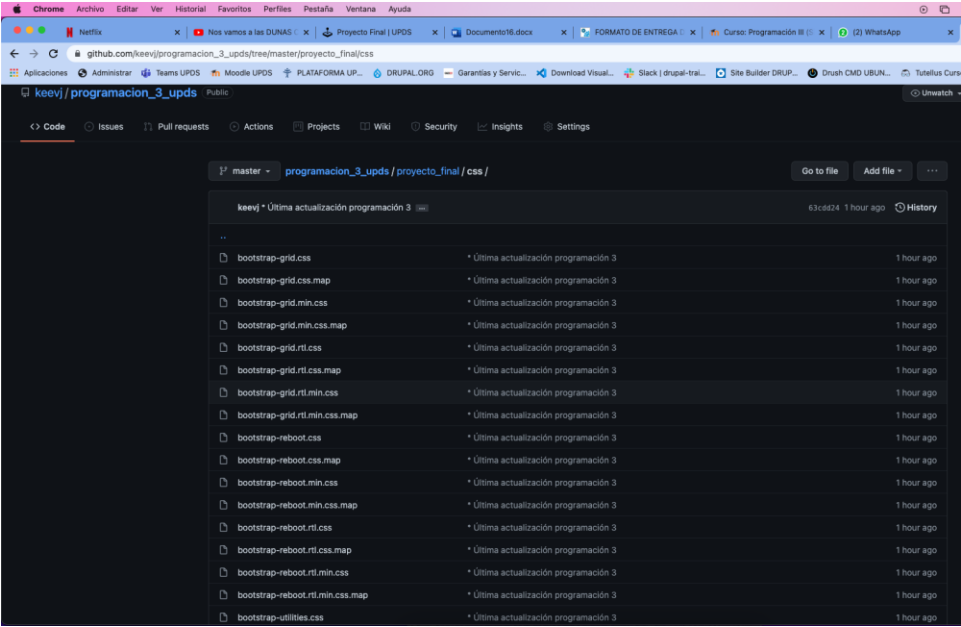 Chrome Archivo Editar Ver Historial Favoritos Perfiles Pestaña Ventana Ayuda
Netflix Nos vamos a las DUNAS Proyecto Final | UPDS Documento16.docx FORMATO DE ENTREGA Curso: Programación III (2) WhatsApp
github.com/keevj/programacion_3_upds/tree/master/proyecto_final/css
Aplicaciones Administrar Teams UPDS Moodle UPDS PLATAFORMA UP... DRUPAL.ORG Garantías y Servic... Download Visual... Slack | drupal-trai... Site Builder DRUP... Drush CMD UBUN... Tutellus Curs
keevj / programacion_3_upds Public Unwatch
<> Code Issues Pull requests Actions Projects Wiki Security Insights Settings
master programacion_3_upds / proyecto_final / css / Go to file Add file ...
keevj * Última actualización programación 3 ... 63cdd24 1 hour ago History
..
bootstrap-grid.css * Última actualización programación 3 1 hour ago
bootstrap-grid.css.map * Última actualización programación 3 1 hour ago
bootstrap-grid.min.css * Última actualización programación 3 1 hour ago
bootstrap-grid.min.css.map * Última actualización programación 3 1 hour ago
bootstrap-grid.rtl.css * Última actualización programación 3 1 hour ago
bootstrap-grid.rtl.css.map * Última actualización programación 3 1 hour ago
bootstrap-grid.rtl.min.css * Última actualización programación 3 1 hour ago
bootstrap-grid.rtl.min.css.map * Última actualización programación 3 1 hour ago
bootstrap-reboot.css * Última actualización programación 3 1 hour ago
bootstrap-reboot.css.map * Última actualización programación 3 1 hour ago
bootstrap-reboot.min.css * Última actualización programación 3 1 hour ago
bootstrap-reboot.min.css.map * Última actualización programación 3 1 hour ago
bootstrap-reboot.rtl.css * Última actualización programación 3 1 hour ago
bootstrap-reboot.rtl.css.map * Última actualización programación 3 1 hour ago
bootstrap-reboot.rtl.min.css * Última actualización programación 3 1 hour ago
bootstrap-reboot.rtl.min.css.map * Última actualización programación 3 1 hour ago
bootstrap-utilities.css * Última actualización programación 3 1 hour ago